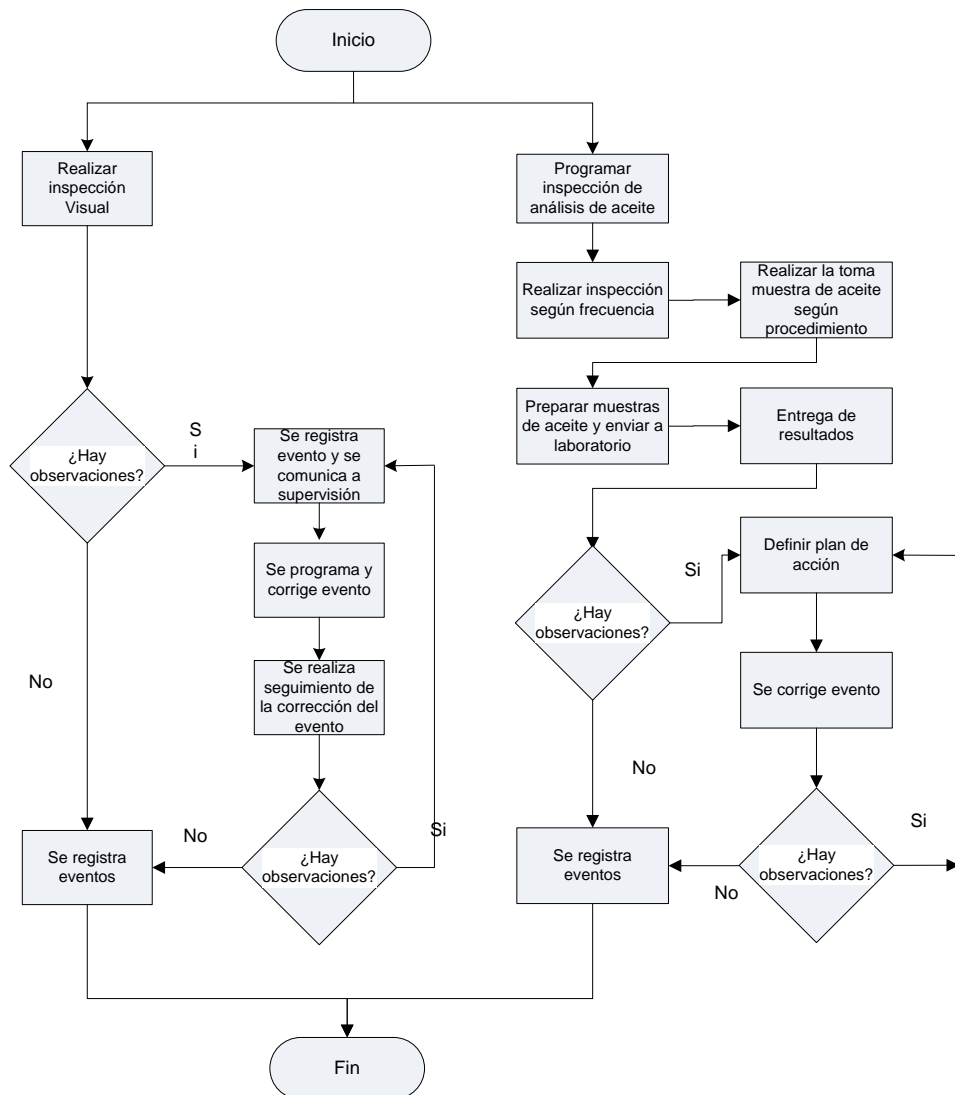 Inicio
Realizar
inspección
Visual
Programar
inspección de
análisis de aceite
Realizar inspección
según frecuencia
Realizar la toma
muestra de aceite
según
procedimiento
Preparar muestras
de aceite y enviar a
laboratorio
Entrega de
resultados
¿Hay
observaciones?
S
i
Se registra
evento y se
comunica a
supervisión
Se programa y
corrige evento
Se realiza
seguimiento de
la corrección del
evento
No
¿Hay
observaciones?
Si
No
Se registra
eventos
¿Hay
observaciones?
Si
Definir plan de
acción
Se corrige evento
No
¿Hay
observaciones?
Si
No
Se registra
eventos
Fin